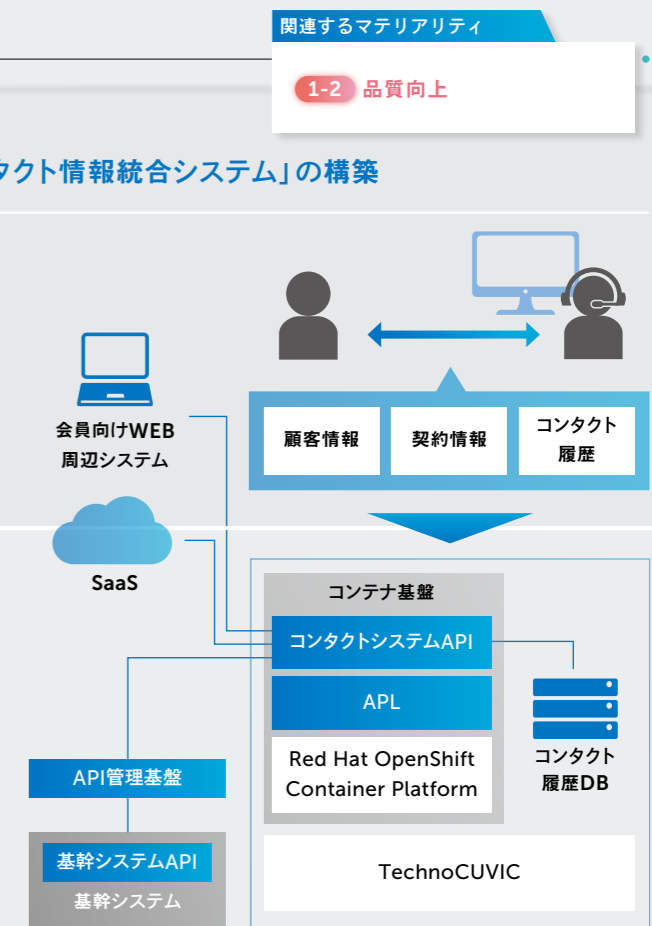 関連するマテリアリティ
1-2 品質向上
タクト情報統合システム」の構築
会員向けWEB
周辺システム
顧客情報
契約情報
コンタクト
履歴
SaaS
コンテナ基盤
コンタクトシステムAPI
APL
Red Hat OpenShift
Container Platform
コンタクト
履歴DB
API管理基盤
基幹システムAPI
基幹システム
TechnoCUVIC